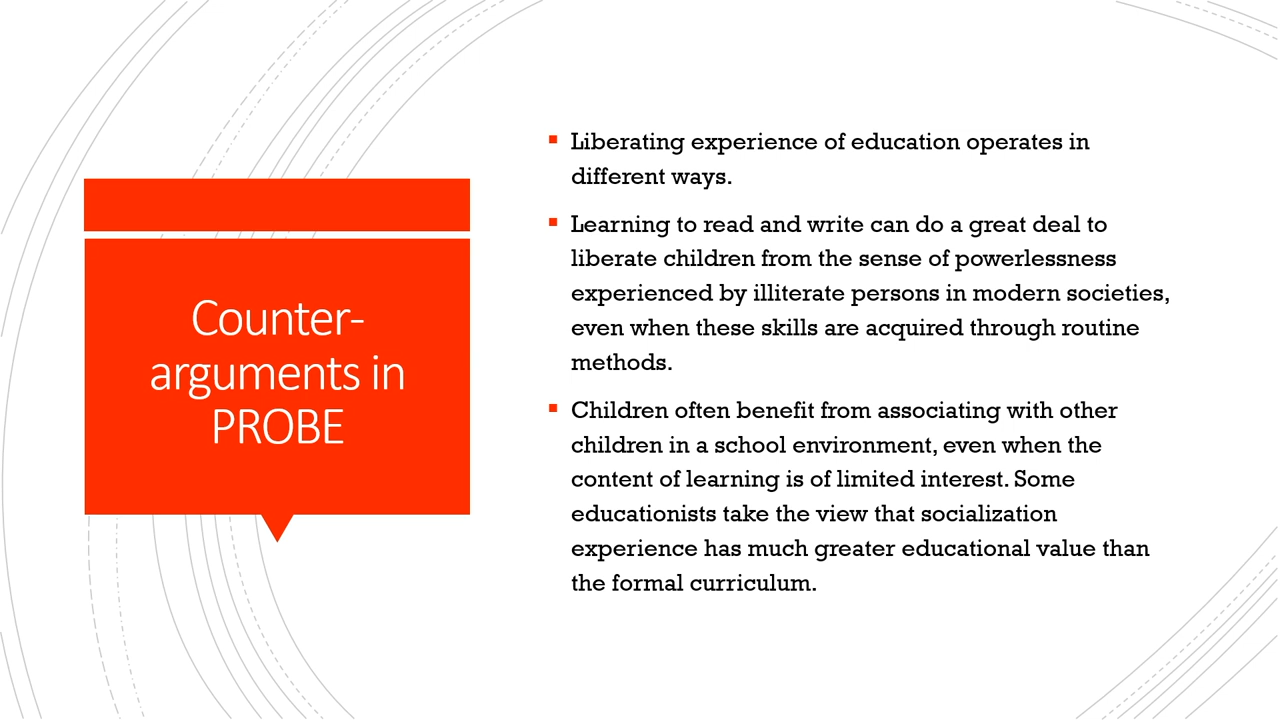 Counter-
arguments in
PROBE
Liberating experience of education operates in
different ways.
Learning to read and write can do a great deal to
liberate children from the sense of powerlessness
experienced by illiterate persons in modern societies,
even when these skills are acquired through routine
methods.
Children often benefit from associating with other
children in a school environment, even when the
content of learning is of limited interest. Some
educationists take the view that socialization
experience has much greater educational value than
the formal curriculum.